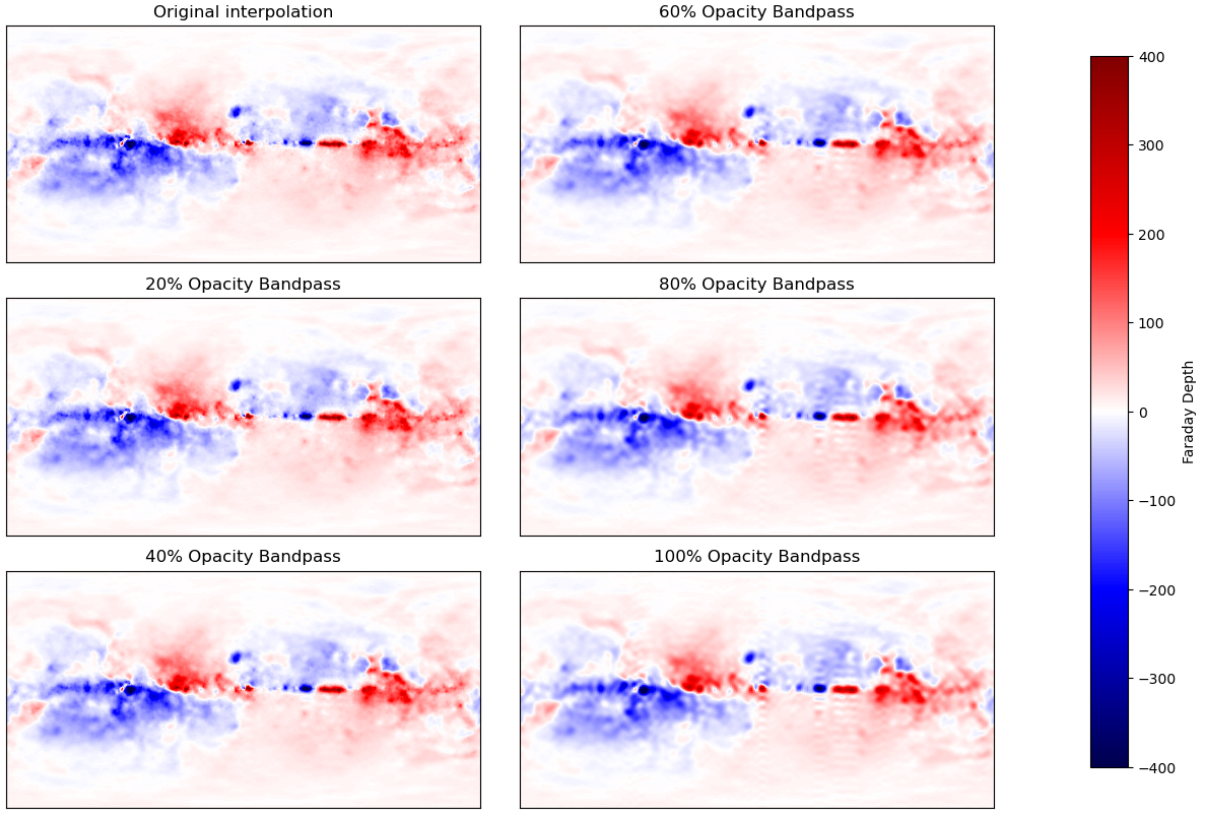 Original interpolation
60% Opacity Bandpass
20% Opacity Bandpass
80% Opacity Bandpass
40% Opacity Bandpass
100% Opacity Bandpass
400
300
200
100
0
−100
−200
−300
−400
Faraday Depth